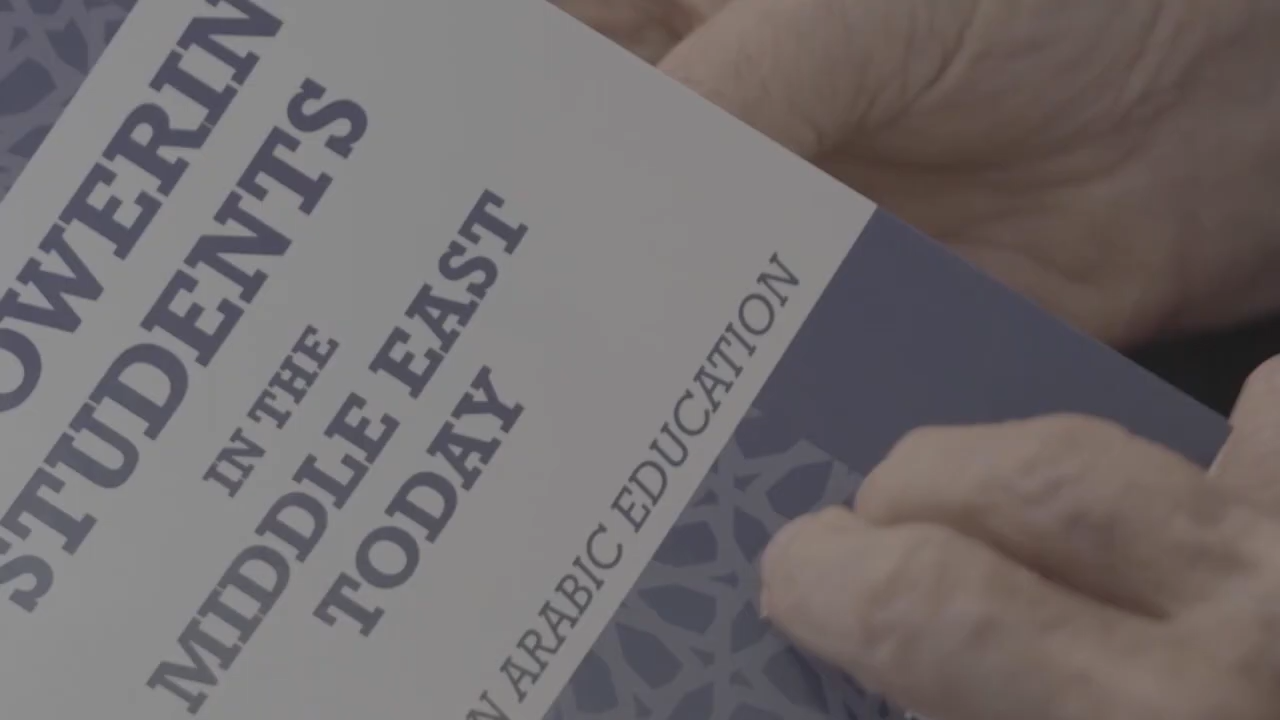 OWERIN
STUDENTS
IN THE
MIDDLE EAST
TODAY
N ARABIC EDUCATION